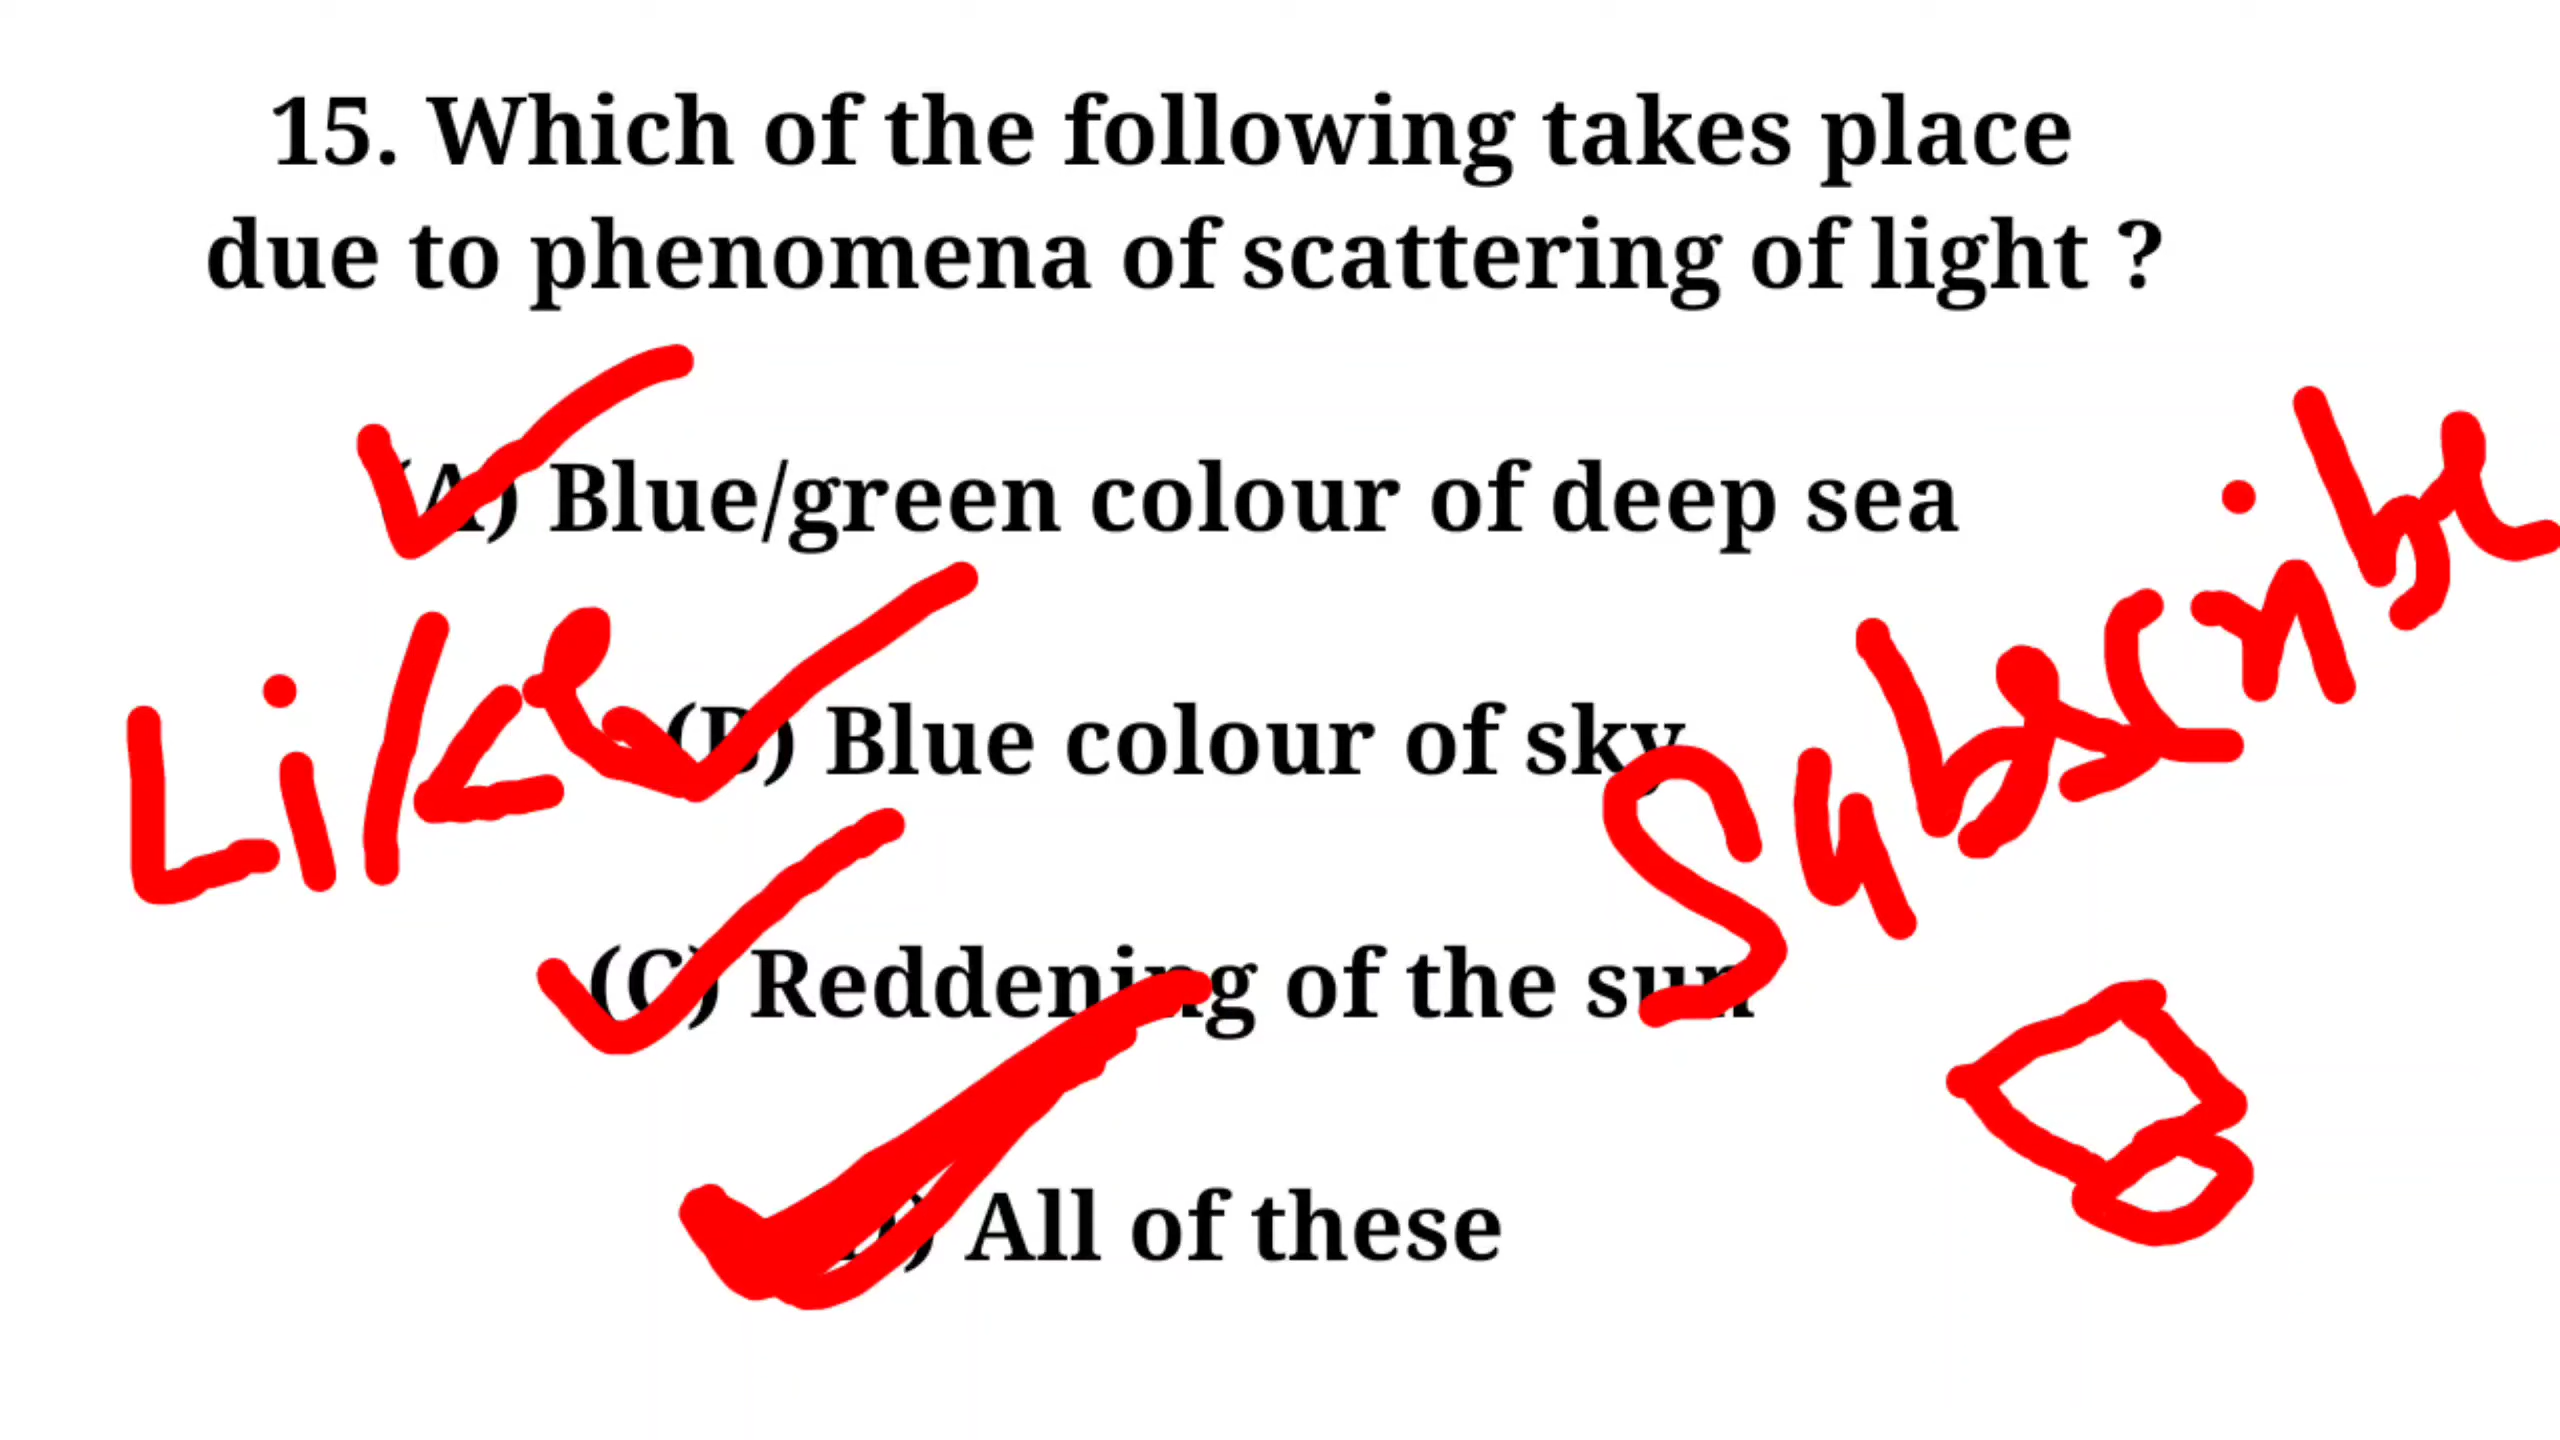 15. Which of the following takes place
due to phenomena of scattering of light ?
(A) Blue/green colour of deep sea
Like
(B) Blue colour of sky
Subscribe
(C) Reddening of the sun
(D) All of these